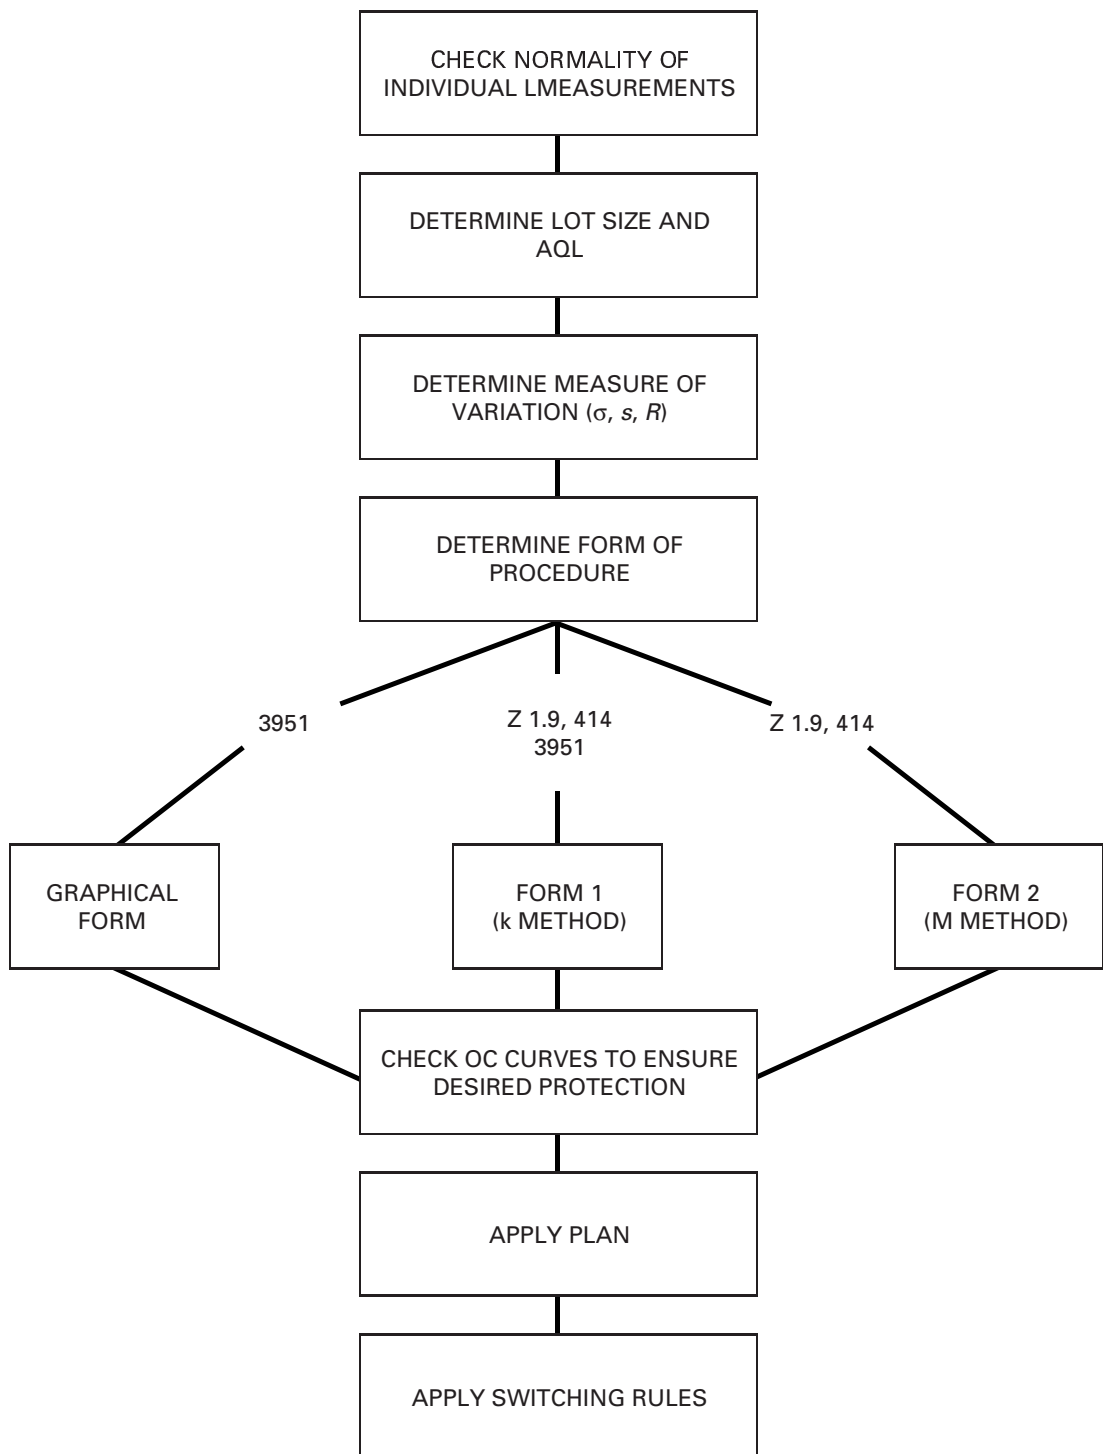 CHECK NORMALITY OF
INDIVIDUAL LMEASUREMENTS
DETERMINE LOT SIZE AND
AQL
DETERMINE MEASURE OF
VARIATION (σ, s, R)
DETERMINE FORM OF
PROCEDURE
3951
Z 1.9, 414
3951
Z 1.9, 414
GRAPHICAL
FORM
FORM 1
(k METHOD)
FORM 2
(M METHOD)
CHECK OC CURVES TO ENSURE
DESIRED PROTECTION
APPLY PLAN
APPLY SWITCHING RULES